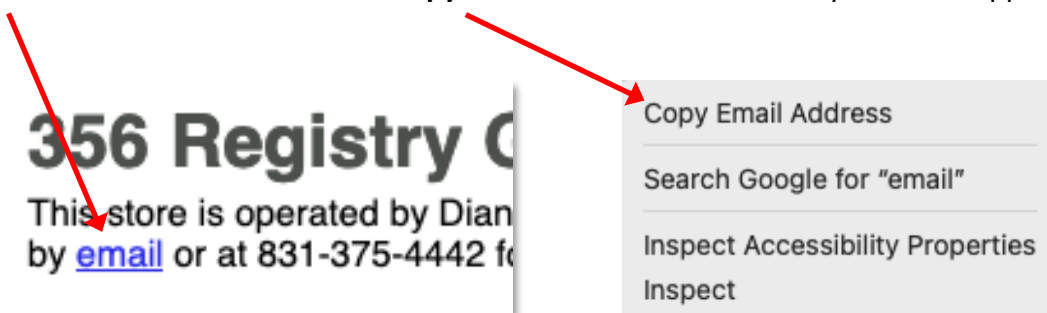 356 Registry
This store is operated by Dian
by email or at 831-375-4442
Copy Email Address
Search Google for “email”
Inspect Accessibility Properties
Inspect